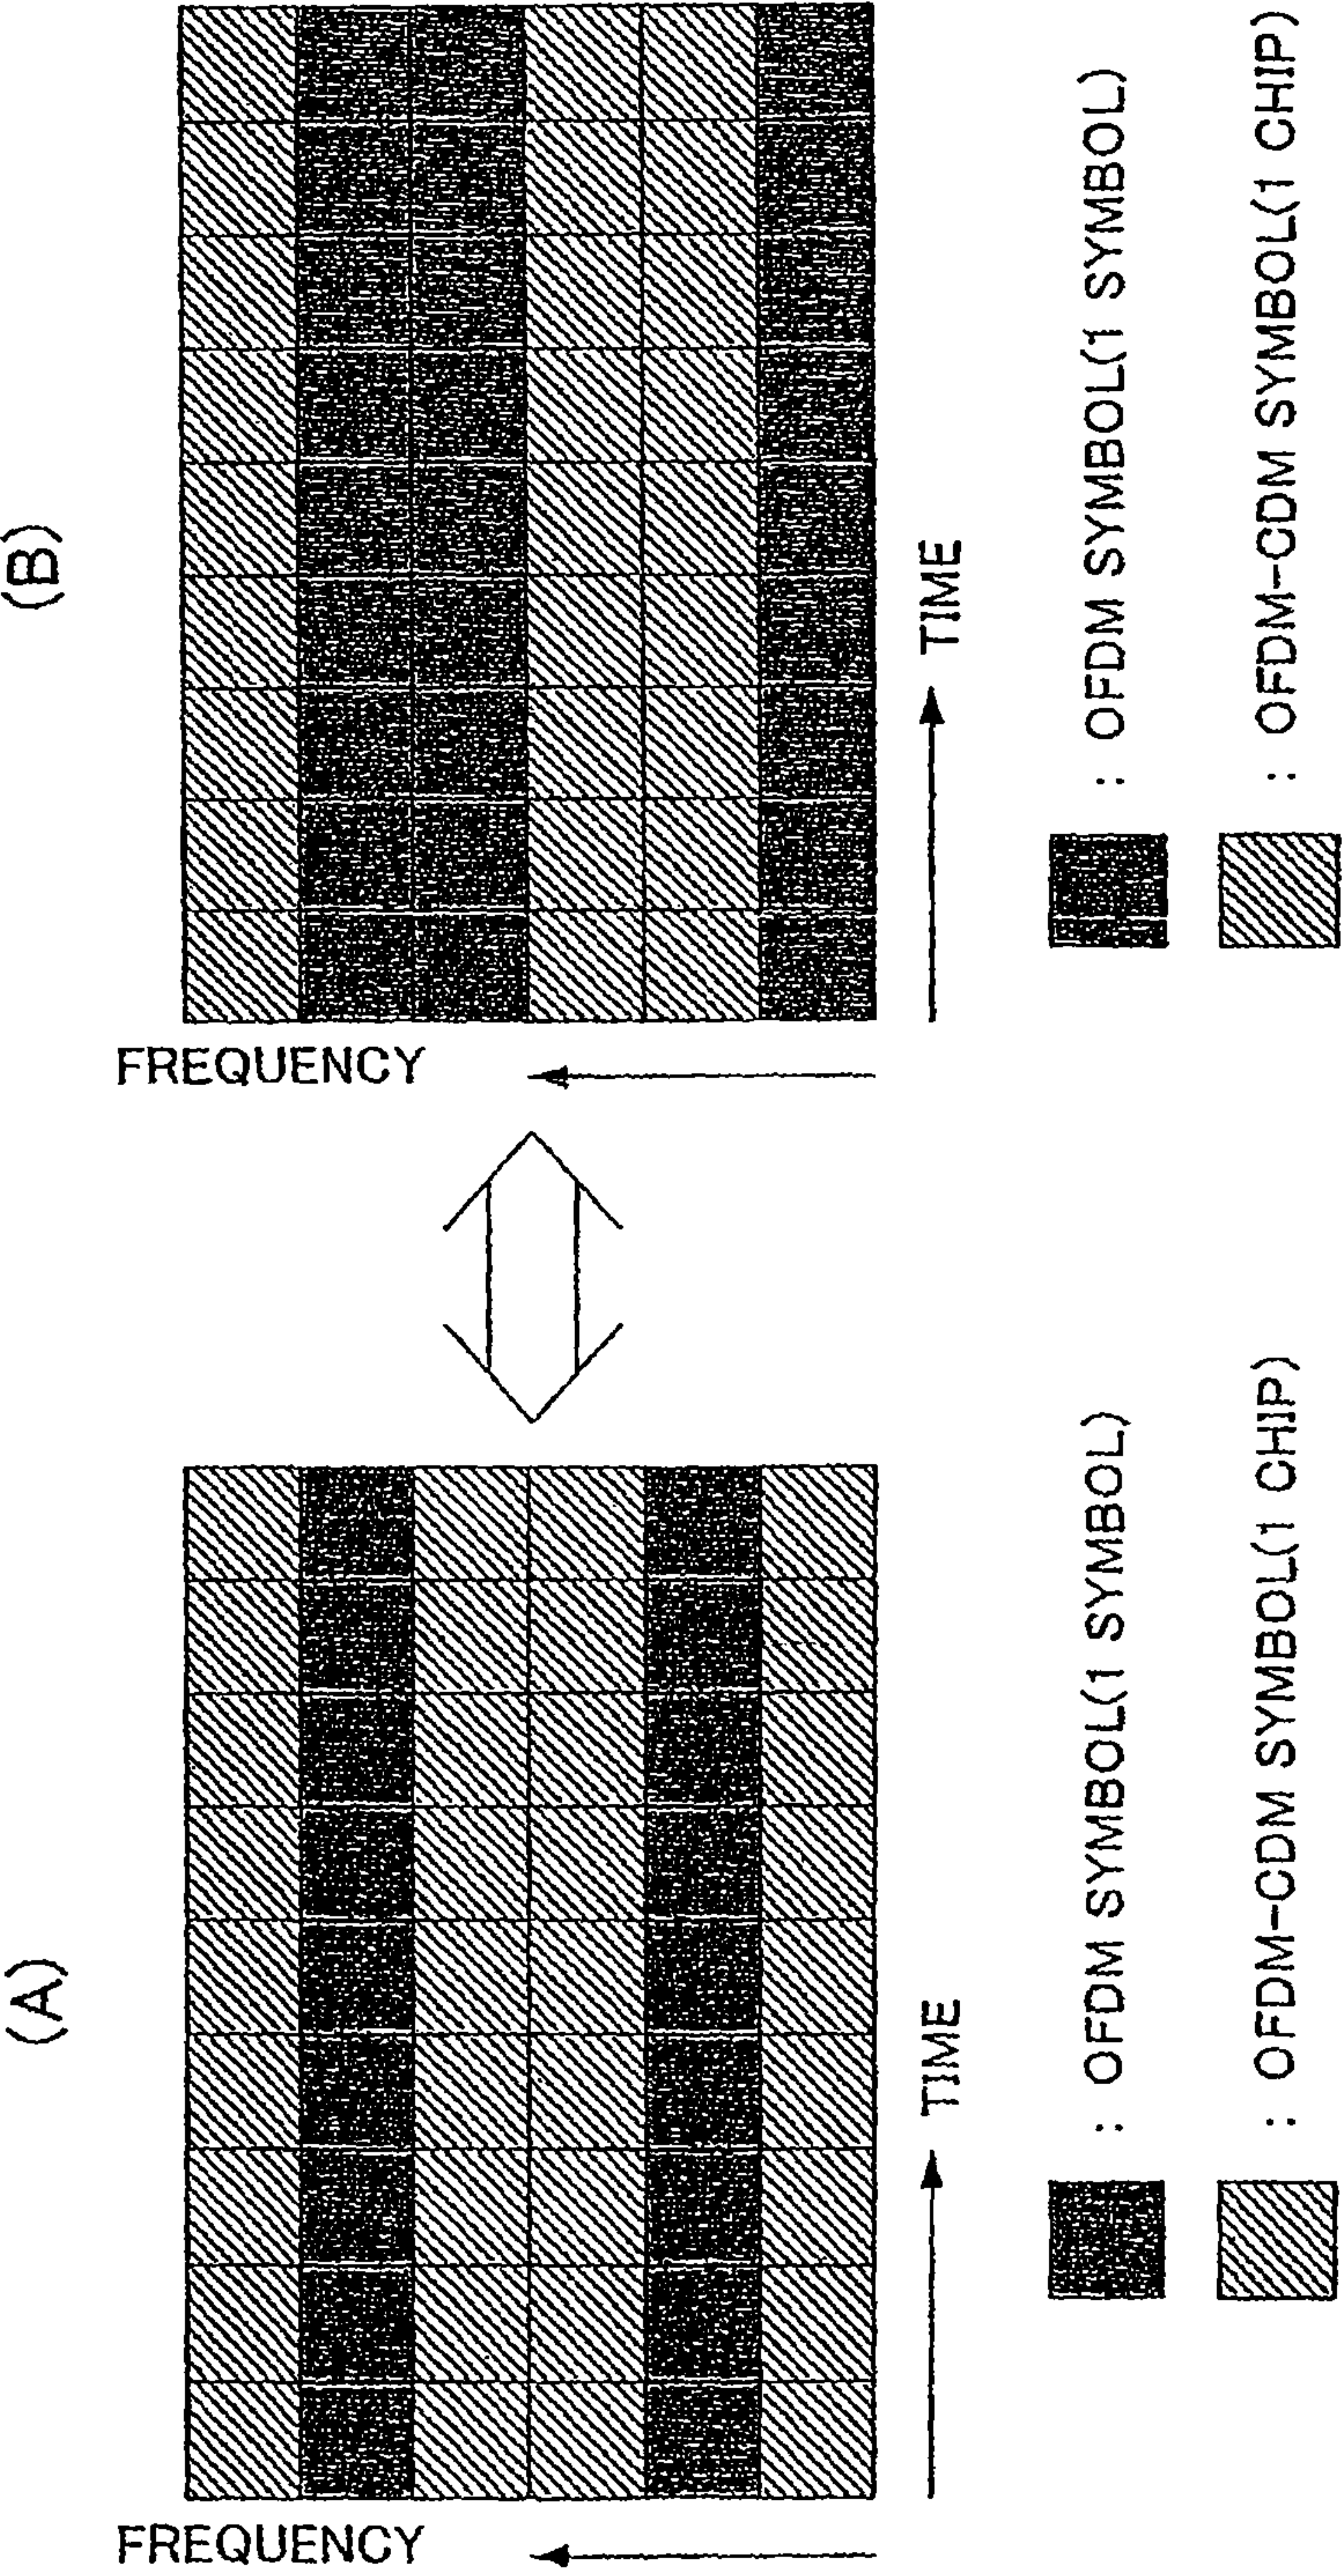 (A)
FREQUENCY
TIME
: OFDM SYMBOL(1 SYMBOL)
: OFDM-CDM SYMBOL(1 CHIP)
(B)
FREQUENCY
TIME
: OFDM SYMBOL(1 SYMBOL)
: OFDM-CDM SYMBOL(1 CHIP)